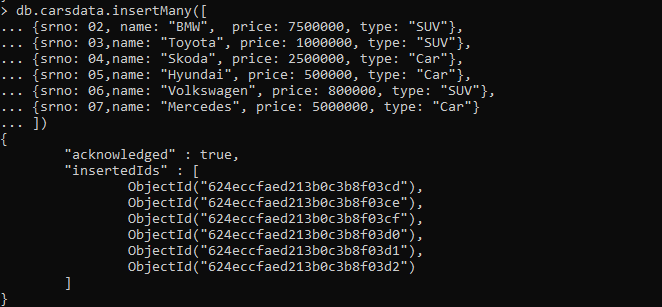 > db.carsdata.insertMany([
... {srno: 02, name: "BMW",  price: 7500000, type: "SUV"},
... {srno: 03,name: "Toyota", price: 1000000, type: "SUV"},
... {srno: 04,name: "Skoda", price: 2500000, type: "Car"},
... {srno: 05,name: "Hyundai", price: 500000, type: "Car"},
... {srno: 06,name: "Volkswagen", price: 800000, type: "SUV"},
... {srno: 07,name: "Mercedes", price: 5000000, type: "Car"}
... ])
{
        "acknowledged" : true,
        "insertedIds" : [
                ObjectId("624eccfaed213b0c3b8f03cd"),
                ObjectId("624eccfaed213b0c3b8f03ce"),
                ObjectId("624eccfaed213b0c3b8f03cf"),
                ObjectId("624eccfaed213b0c3b8f03d0"),
                ObjectId("624eccfaed213b0c3b8f03d1"),
                ObjectId("624eccfaed213b0c3b8f03d2")
        ]
}